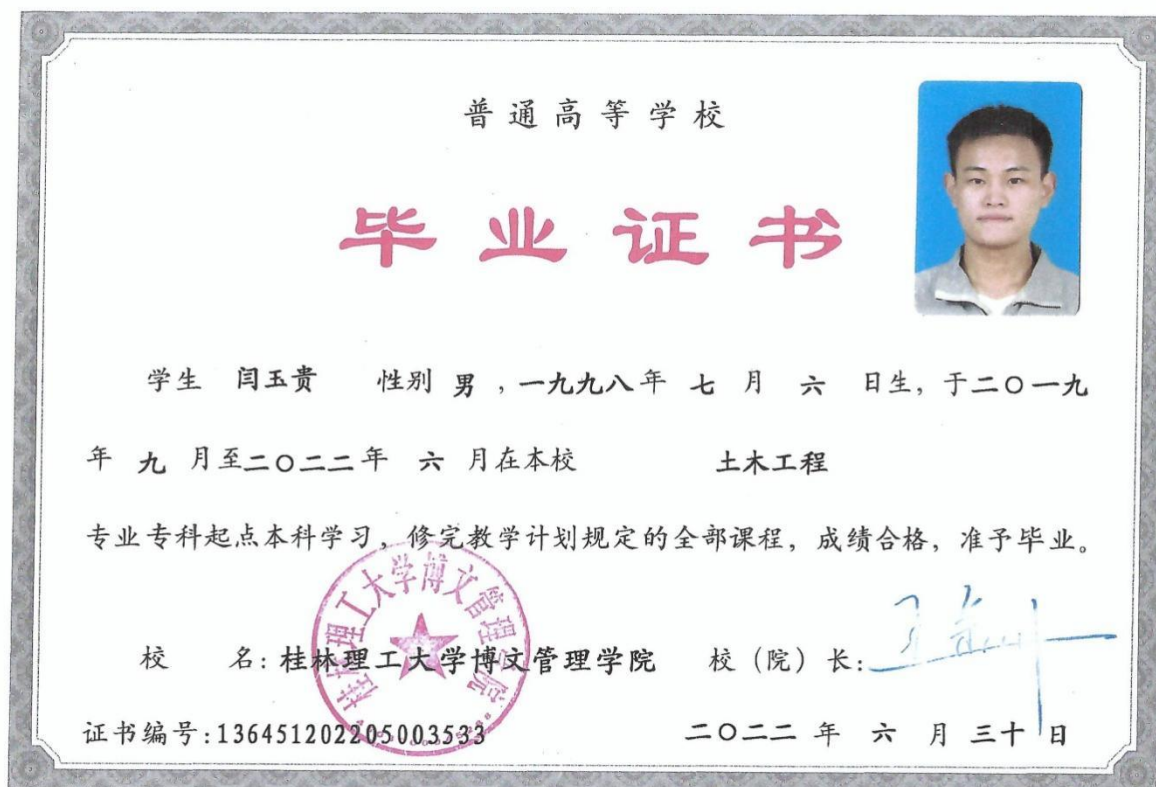 普通高等学校
毕业证书
学生 闫玉贵 性别 男 ，一九九八年 七 月 六 日生，于二〇一九
年 九 月至二〇二二年 六 月在本校 土木工程
专业专科起点本科学习，修完教学计划规定的全部课程，成绩合格，准予毕业。
桂林理工大学博文管理学院
校 名：桂林理工大学博文管理学院 校（院）长：
证书编号：136451202205003533 二〇二二 年 六 月 三十 日